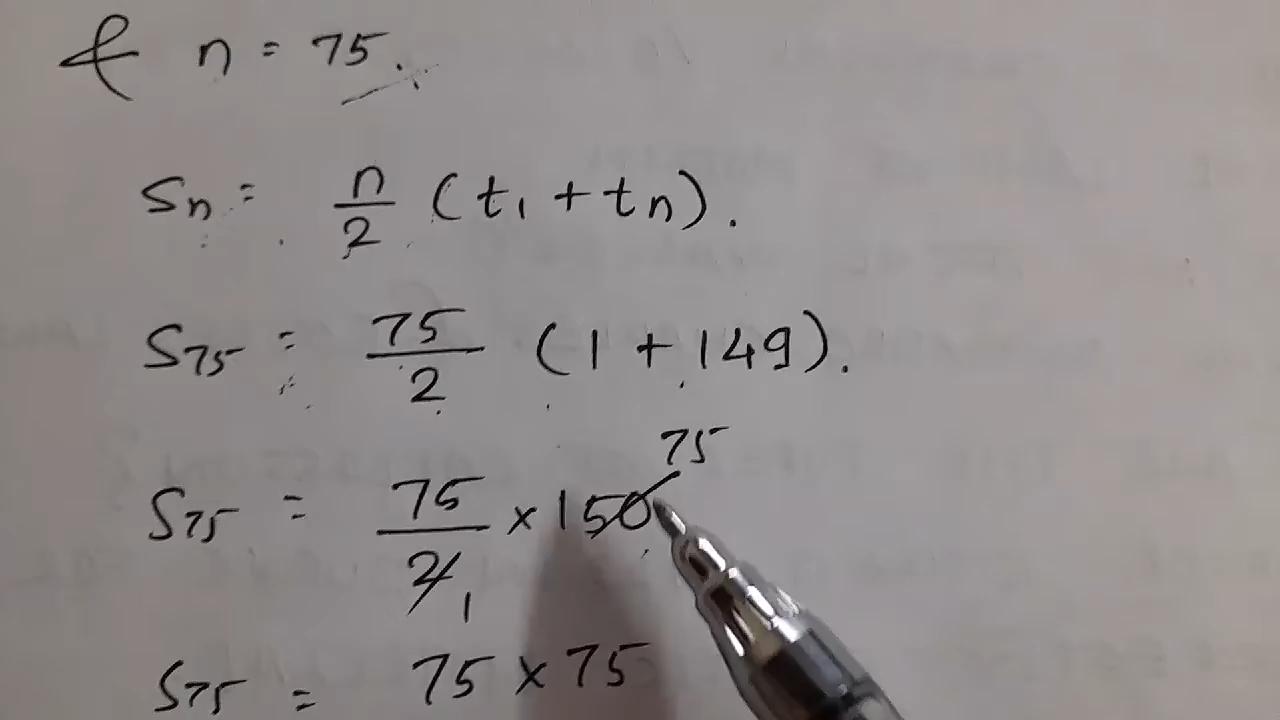 & n = 75.
Sn = n/2 (t1 + tn).
S75 = 75/2 (1 + 149).
75
S75 = 75/2 × 150
1
S75 = 75 × 75